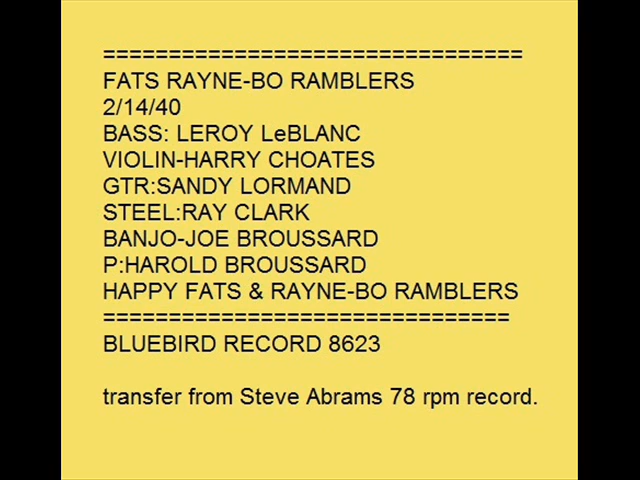 ================================
FATS RAYNE-BO RAMBLERS
2/14/40
BASS: LEROY LeBLANC
VIOLIN-HARRY CHOATES
GTR:SANDY LORMAND
STEEL:RAY CLARK
BANJO-JOE BROUSSARD
P:HAROLD BROUSSARD
HAPPY FATS & RAYNE-BO RAMBLERS
===============================
BLUEBIRD RECORD 8623
transfer from Steve Abrams 78 rpm record.